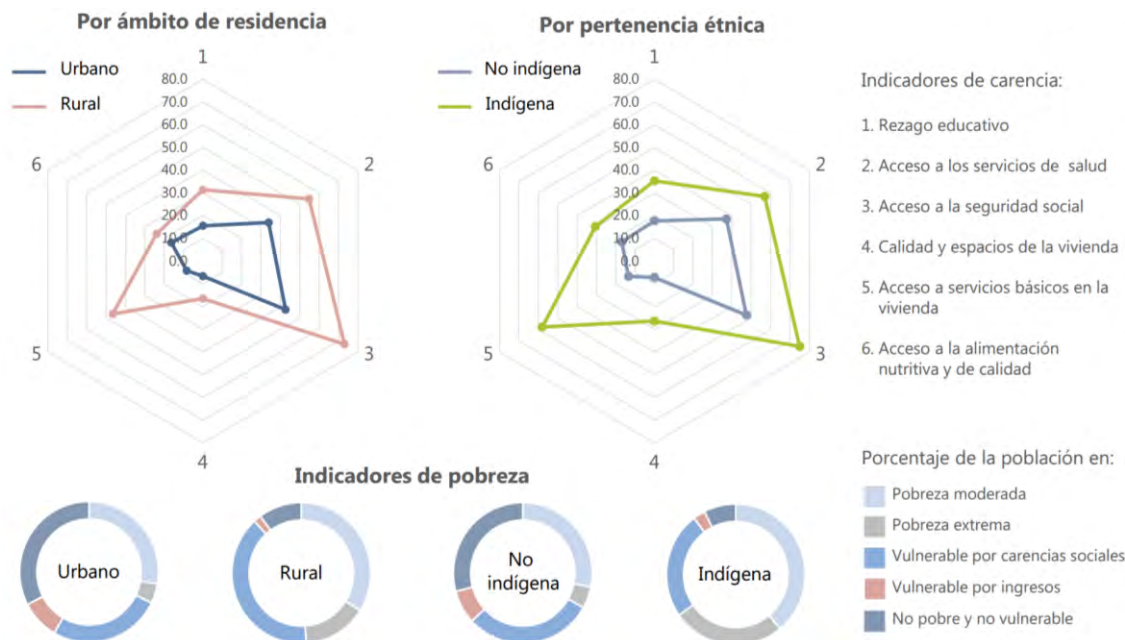 Por ámbito de residencia
Urbano
Rural
1
80.0
70.0
60.0
50.0
40.0
30.0
20.0
10.0
0.0
2
3
4
5
6
Por pertenencia étnica
No indígena
Indígena
1
80.0
70.0
60.0
50.0
40.0
30.0
20.0
10.0
0.0
2
3
4
5
6
Indicadores de carencia:
1. Rezago educativo
2. Acceso a los servicios de salud
3. Acceso a la seguridad social
4. Calidad y espacios de la vivienda
5. Acceso a servicios básicos en la
vivienda
6. Acceso a la alimentación
nutritiva y de calidad
Indicadores de pobreza
Urbano
Rural
No
indígena
Indígena
Porcentaje de la población en:
Pobreza moderada
Pobreza extrema
Vulnerable por carencias sociales
Vulnerable por ingresos
No pobre y no vulnerable